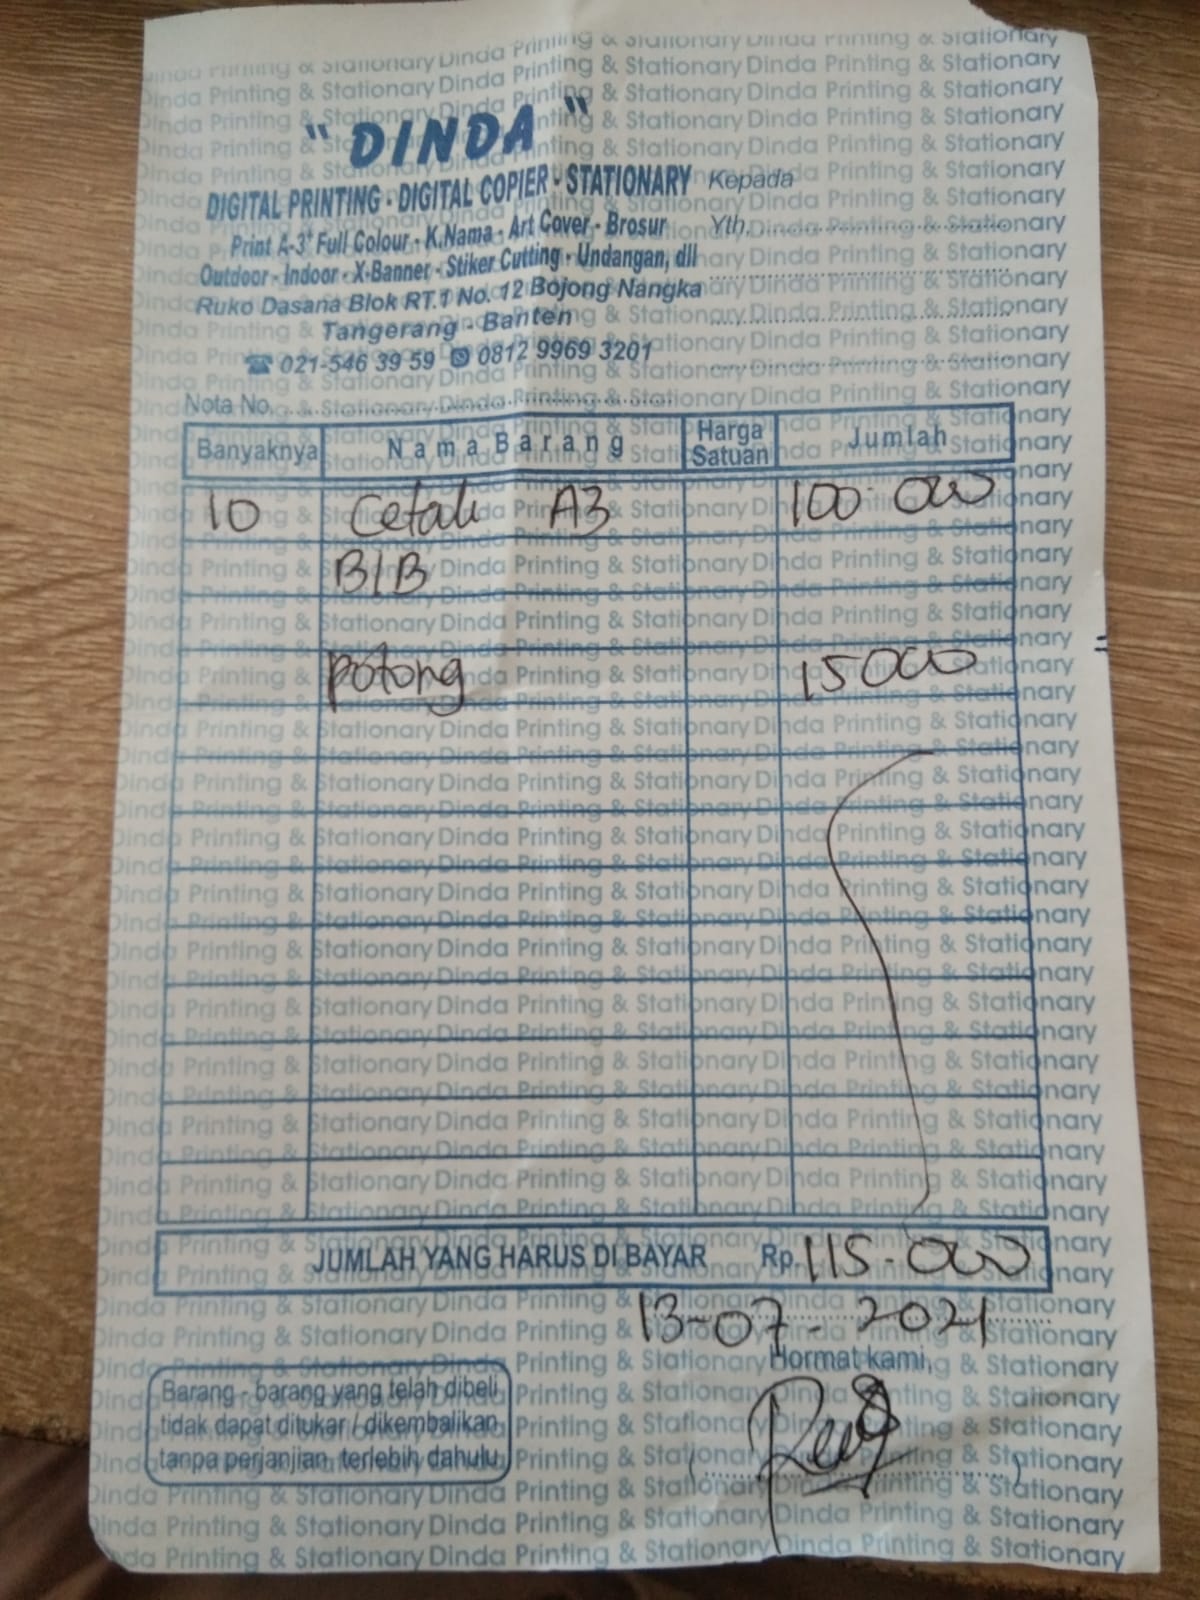 " DINDA "
DIGITAL PRINTING - DIGITAL COPIER - STATIONARY
Print A-3+ Full Colour - K.Nama - Art Cover - Brosur
Outdoor - Indoor - X-Banner - Stiker Cutting - Undangan, dll
Ruko Dasana Blok RT.1 No. 12 Bojong Nangka
Tangerang - Banten
021-546 39 59 0812 9969 3201
Kepada
Yth.
Nota No.
Banyaknya Nama Barang Harga Satuan Jumlah
10 Cetak A3 100.000
B/B
potong 15000
JUMLAH YANG HARUS DI BAYAR Rp. 115.000
13-07-2021
Hormat kami,
Barang - barang yang telah dibeli
tidak dapat ditukar / dikembalikan
tanpa perjanjian terlebih dahulu
Dinda Printing & Stationary